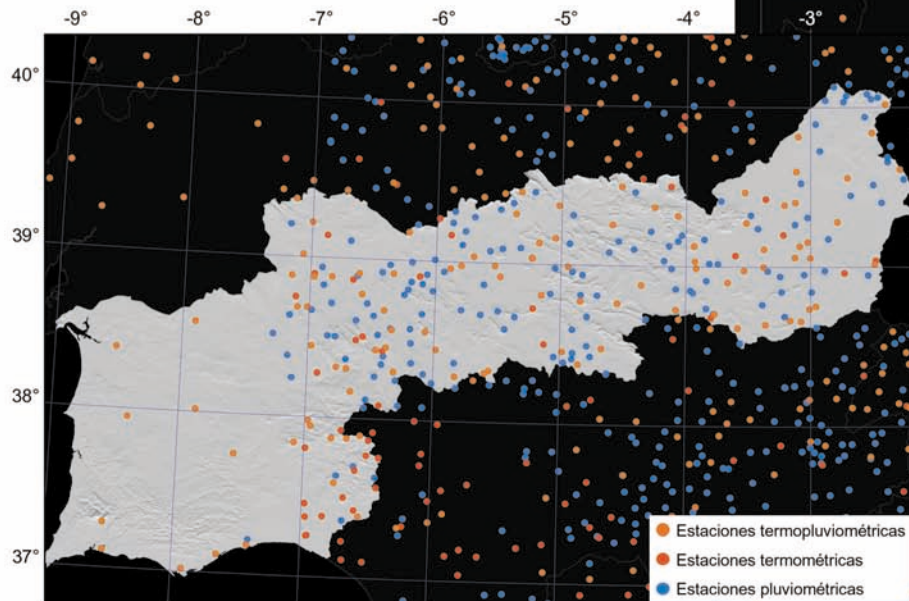 -9° -8° -7° -6° -5° -4° -3°
40°
39°
38°
37°
Estaciones termopluviométricas
Estaciones termométricas
Estaciones pluviométricas